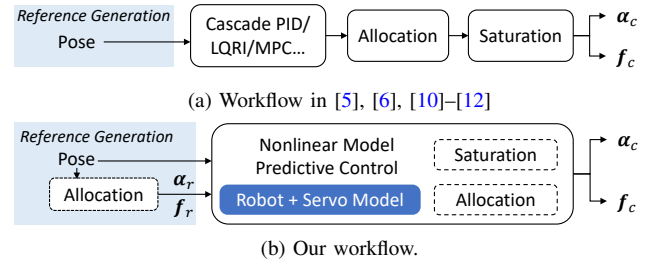 Reference Generation
Pose
Cascade PID/
LQRI/MPC...
Allocation
Saturation
α_c
f_c
(a) Workflow in [5], [6], [10]–[12]
Reference Generation
Pose
Allocation
α_r
f_r
Nonlinear Model
Predictive Control
Robot + Servo Model
Saturation
Allocation
α_c
f_c
(b) Our workflow.